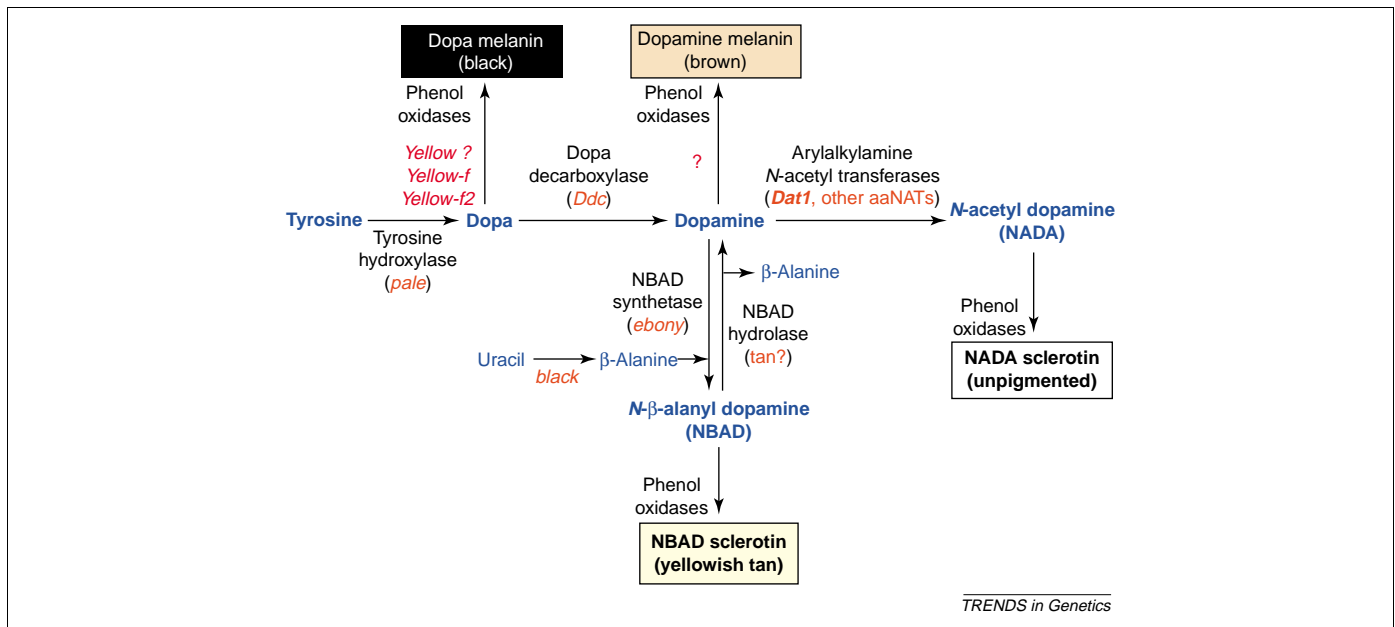 Dopa melanin
(black)
Dopamine melanin
(brown)
Phenol
oxidases
Phenol
oxidases
Yellow ?
Yellow-f
Yellow-f2
Dopa
decarboxylase
(Ddc)
?
Arylalkylamine
N-acetyl transferases
(Dat1, other aaNATs)
Tyrosine
Dopa
Dopamine
N-acetyl dopamine
(NADA)
Tyrosine
hydroxylase
(pale)
NBAD
synthetase
(ebony)
β-Alanine
NBAD
hydrolase
(tan?)
Uracil
β-Alanine
black
Phenol
oxidases
NADA sclerotin
(unpigmented)
N-β-alanyl dopamine
(NBAD)
Phenol
oxidases
NBAD sclerotin
(yellowish tan)
TRENDS in Genetics